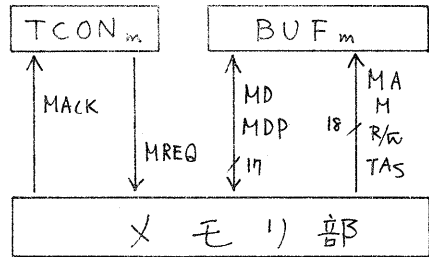 TCONm
BUFm
MACK
MREQ
MD
MDP
17
MA
M
18
R/W̅
TAS
メモリ部